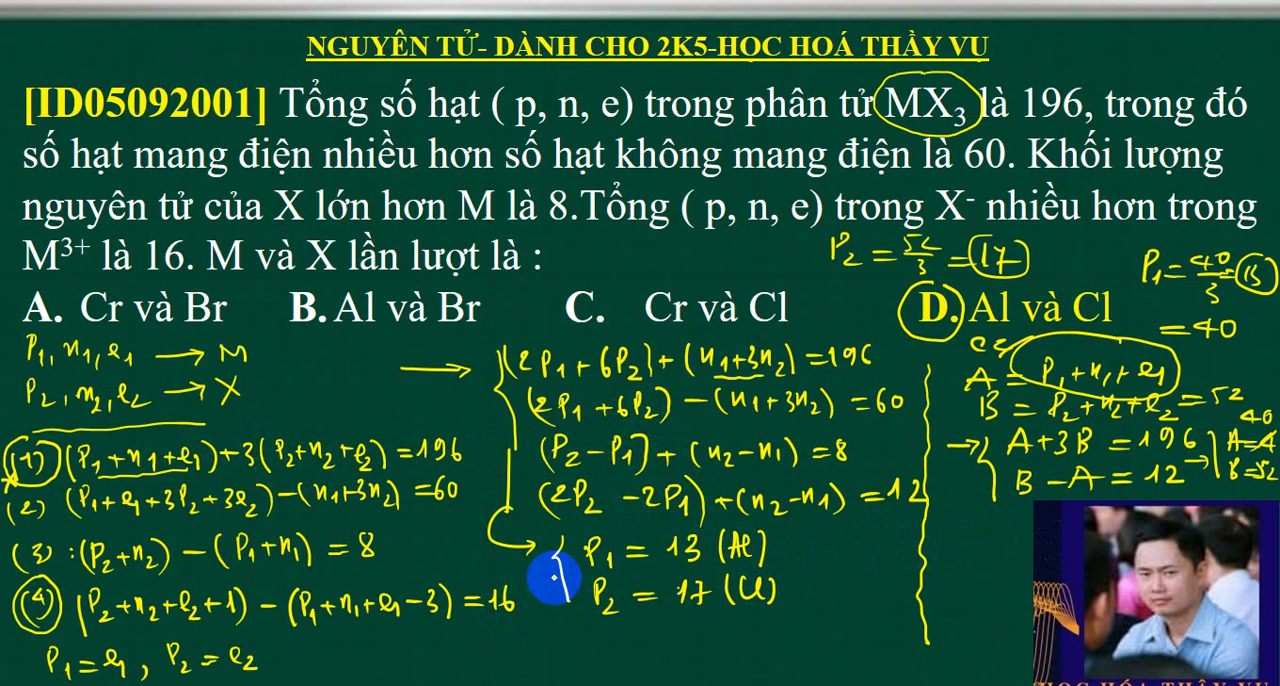 NGUYÊN TỬ- DÀNH CHO 2K5-HỌC HOÁ THẦY VỤ
[ID05092001] Tổng số hạt ( p, n, e) trong phân tử MX₃ là 196, trong đó
số hạt mang điện nhiều hơn số hạt không mang điện là 60. Khối lượng
nguyên tử của X lớn hơn M là 8.Tổng ( p, n, e) trong X⁻ nhiều hơn trong
M³⁺ là 16. M và X lần lượt là :
P₂ = 52/3 = 17
P₁ = 40/3 = 13
A. Cr và Br B. Al và Br C. Cr và Cl D. Al và Cl
= 40
P₁, n₁, e₁ → M
P₂, n₂, e₂ → X
(1) (P₁+n₁+e₁)+3(P₂+n₂+e₂) = 196
(2) (P₁+e₁+3P₂+3e₂) - (n₁+3n₂) = 60
(3) : (P₂+n₂) - (P₁+n₁) = 8
(4) (P₂+n₂+e₂+1) - (P₁+n₁+e₁-3) = 16
P₁ = e₁, P₂ = e₂
→ (2P₁+6P₂)+(n₁+3n₂) = 196
(2P₁+6P₂) - (n₁+3n₂) = 60
(P₂-P₁)+(n₂-n₁) = 8
(2P₂-2P₁)+(n₂-n₁) = 12
P₁ = 13 (Al)
P₂ = 17 (Cl)
A = P₁+n₁+e₁
B = P₂+n₂+e₂ = 52
40
→ A+3B = 196
B-A = 12 →
B=52